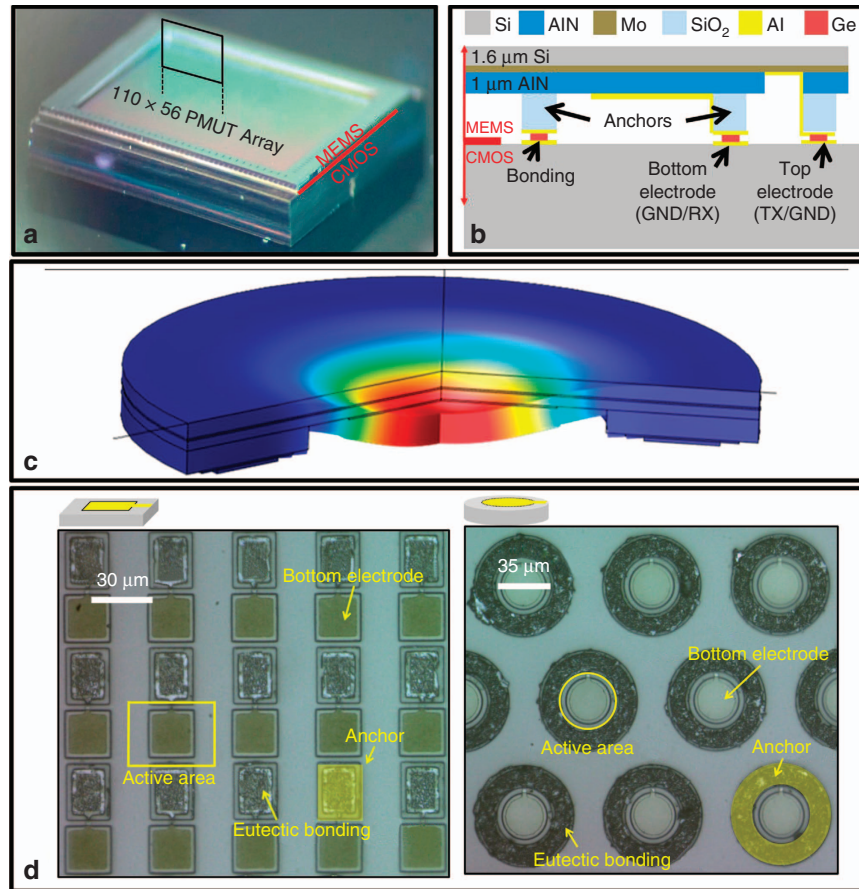 110 × 56 PMUT Array
MEMS
CMOS
a
Si AlN Mo SiO₂ Al Ge
1.6 μm Si
1 μm AlN
Anchors
MEMS
CMOS
Bonding
Bottom
electrode
(GND/RX)
Top
electrode
(TX/GND)
b
c
30 μm
Bottom electrode
Active area
Anchor
Eutectic bonding
d
35 μm
Bottom electrode
Active area
Anchor
Eutectic bonding